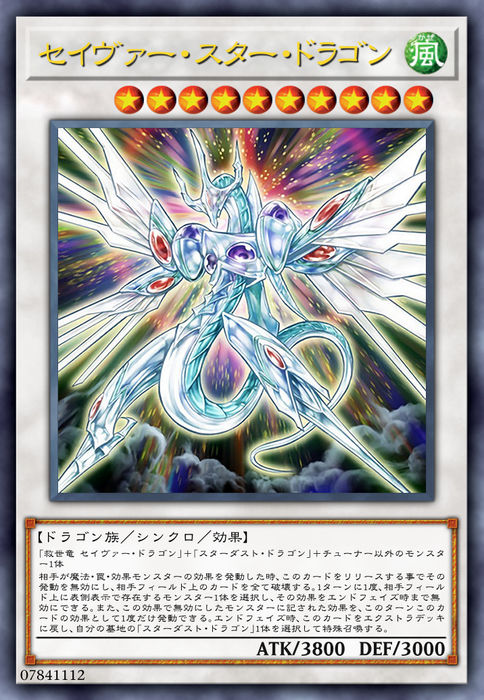 セイヴァー・スター・ドラゴン
かぜ
風
【ドラゴン族／シンクロ／効果】
「救世竜 セイヴァー・ドラゴン」＋「スターダスト・ドラゴン」＋チューナー以外のモンスタ
ー1体
相手が魔法・罠・効果モンスターの効果を発動した時、このカードをリリースする事でその
発動を無効にし、相手フィールド上のカードを全て破壊する。1ターンに1度、相手フィール
ド上に表側表示で存在するモンスター1体を選択し、その効果をエンドフェイズ時まで無
効にできる。また、この効果で無効にしたモンスターに記された効果を、このターンこのカ
ードの効果として1度だけ発動できる。エンドフェイズ時、このカードをエクストラデッキ
に戻し、自分の墓地の「スターダスト・ドラゴン」1体を選択して特殊召喚する。
ATK/3800 DEF/3000
07841112